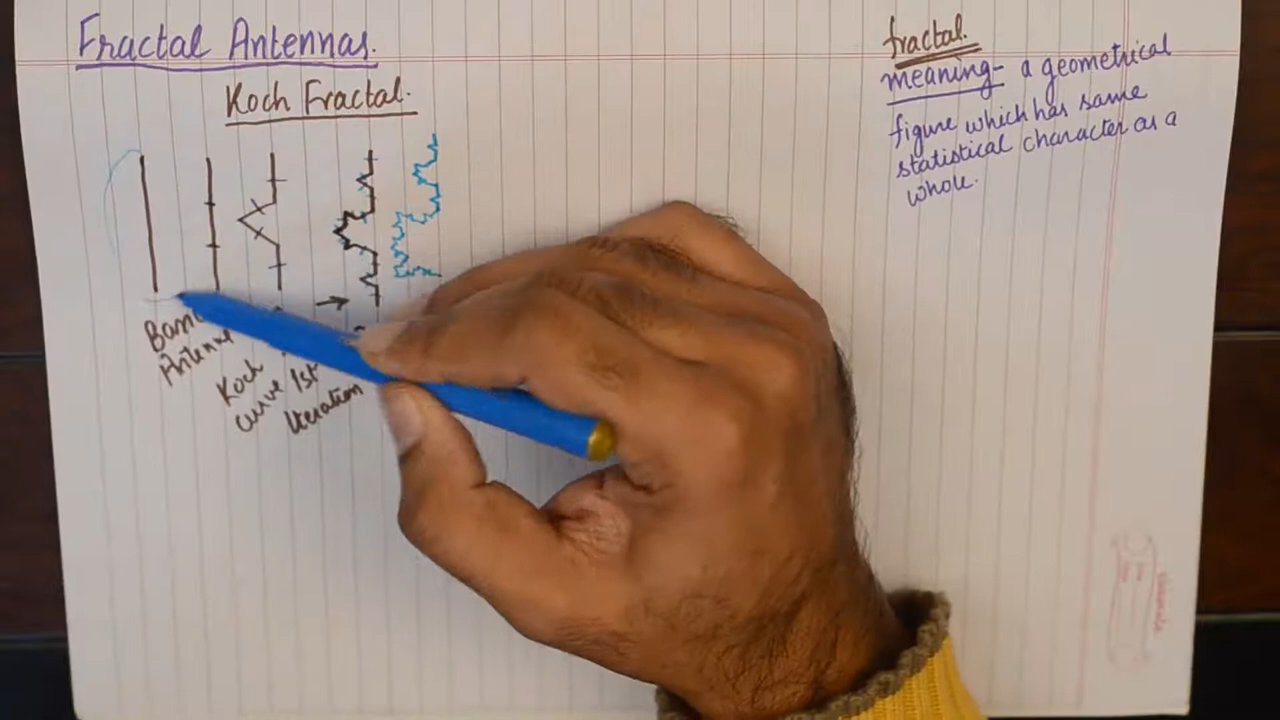 Fractal Antennas.
Koch Fractal.
Antenna
Koch
curve 1st
Iteration
fractal.
meaning- a geometrical
figure which has same
statistical character as a
whole.